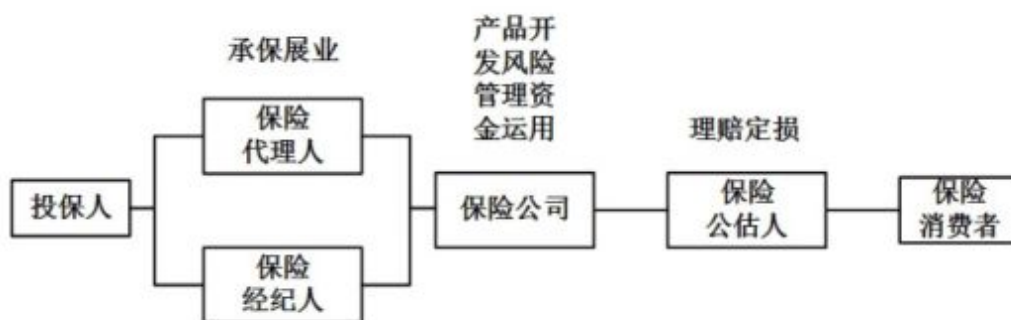 承保展业
产品开
发风险
管理资
金运用
理赔定损
保险
代理人
投保人
保险公司
保险
公估人
保险
消费者
保险
经纪人